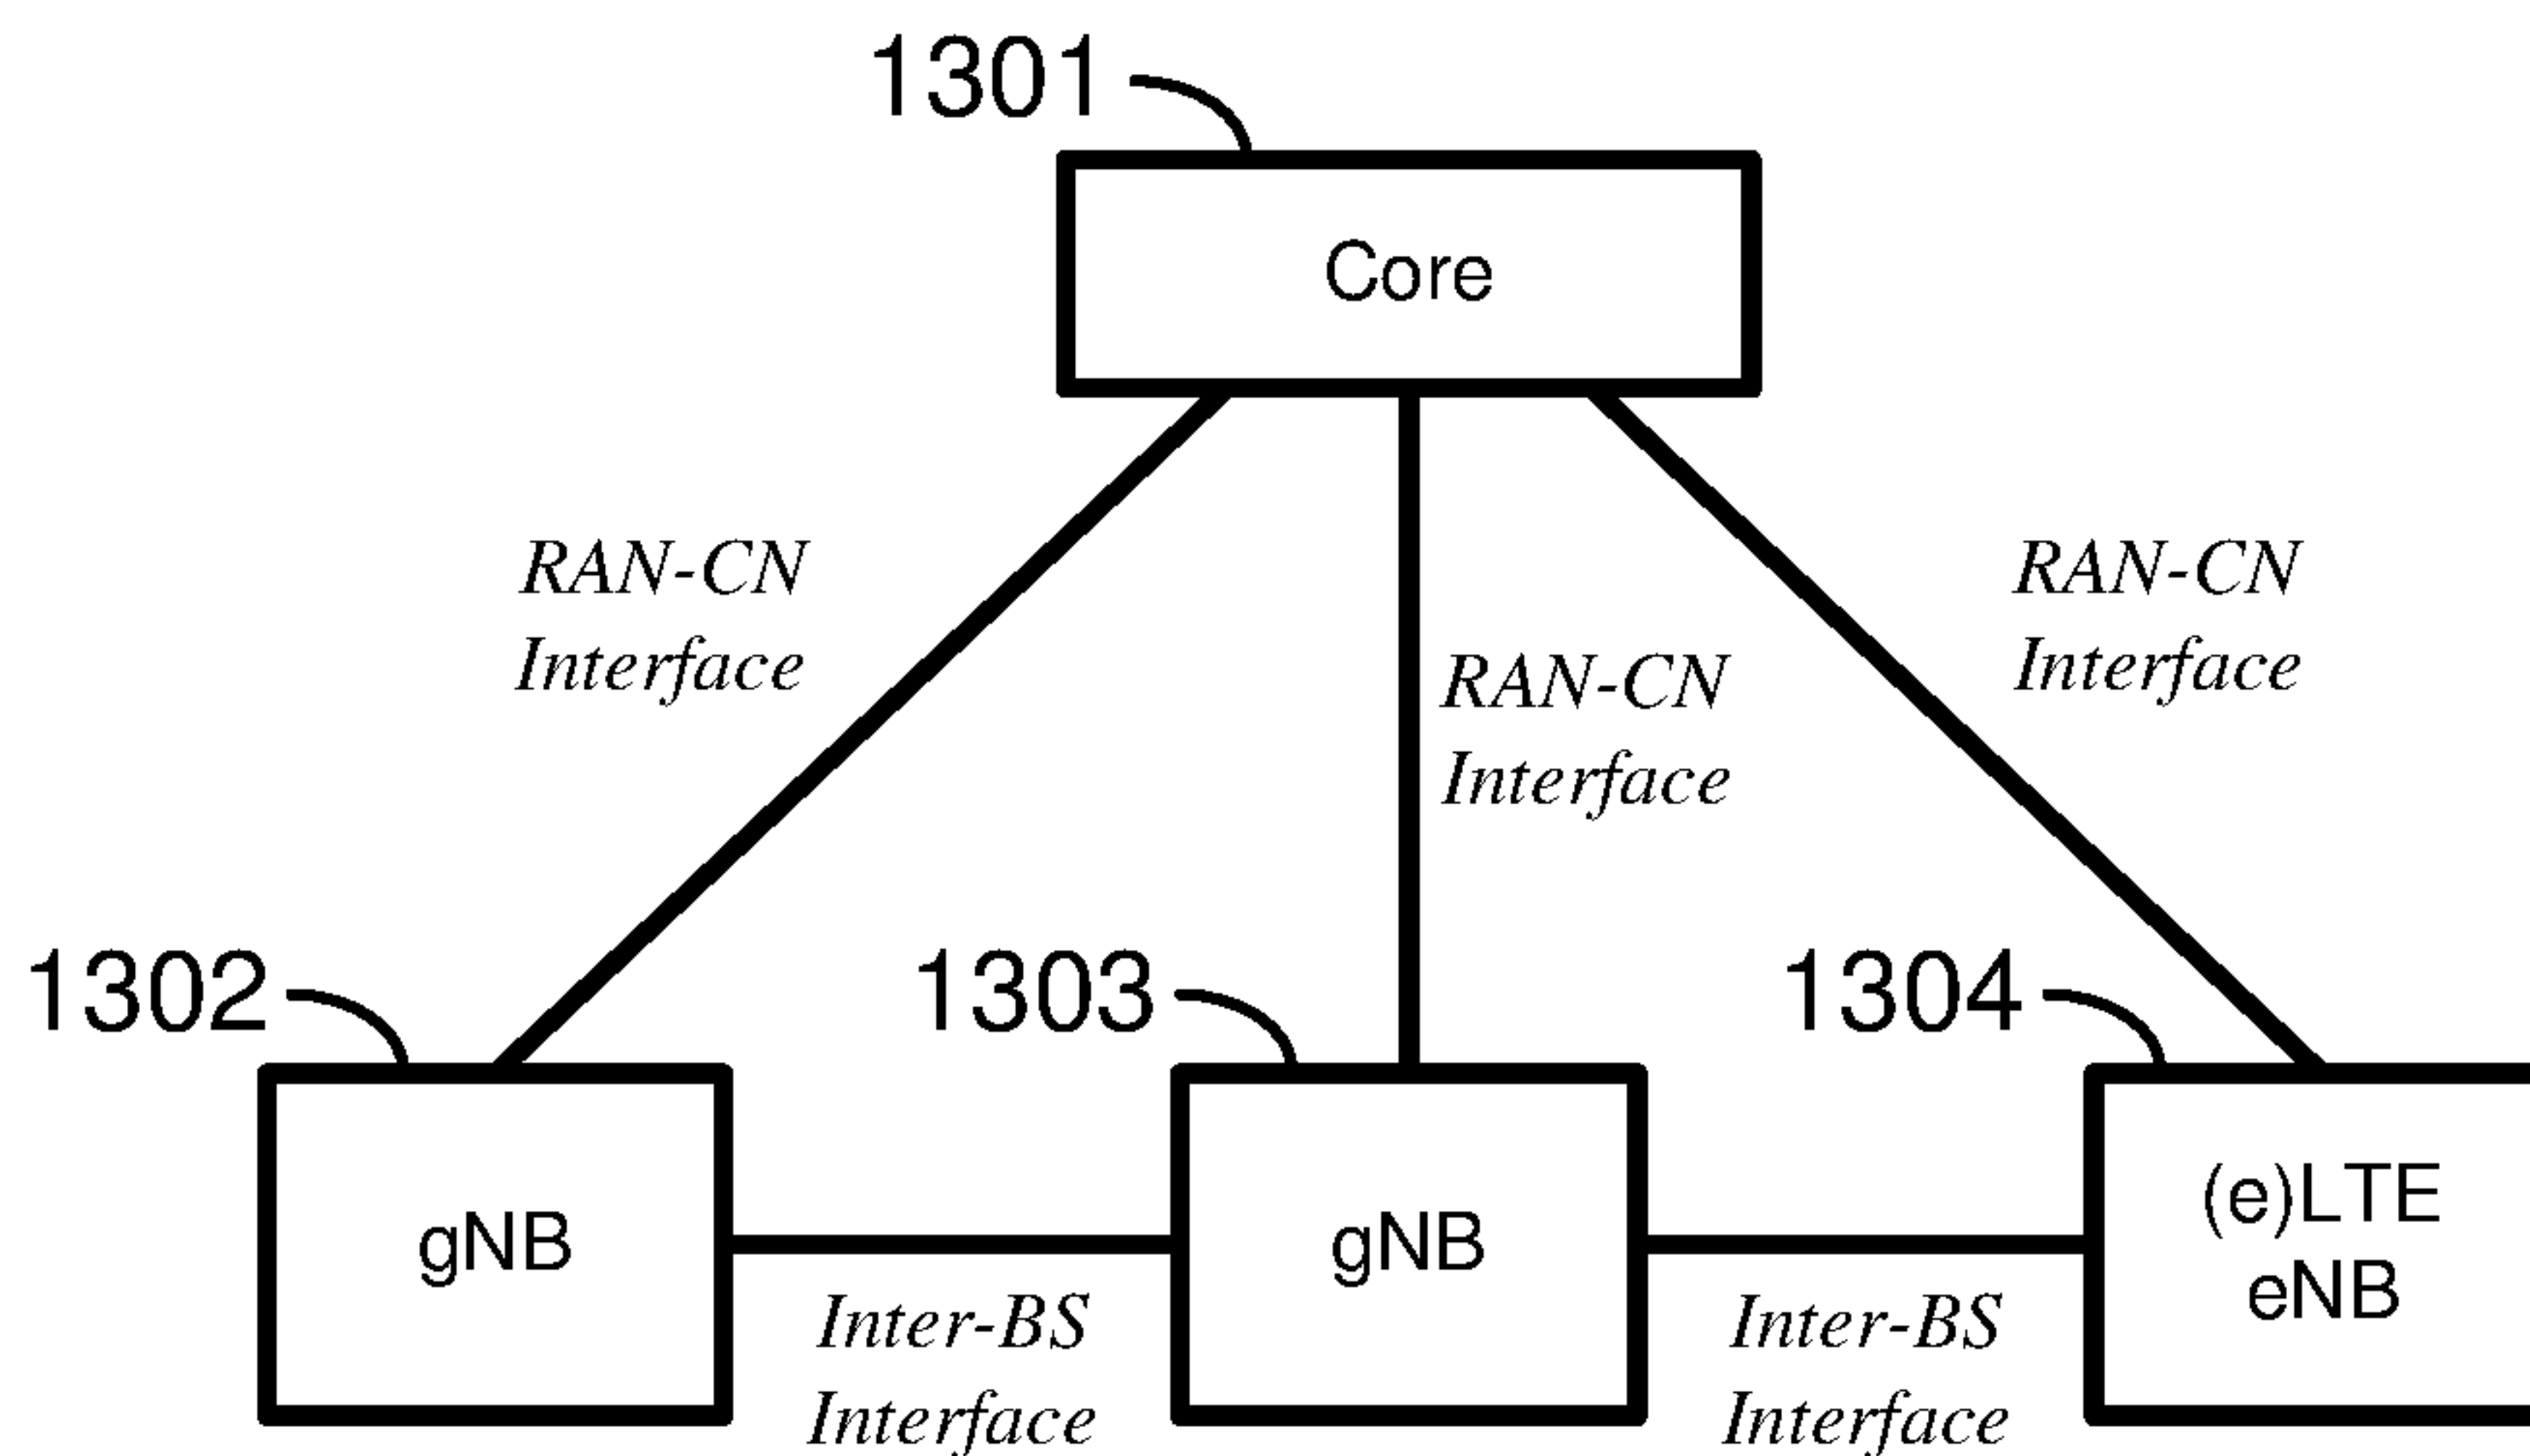 1301
Core
RAN-CN
Interface
RAN-CN
Interface
RAN-CN
Interface
1302
1303
1304
gNB
gNB
(e)LTE
eNB
Inter-BS
Interface
Inter-BS
Interface